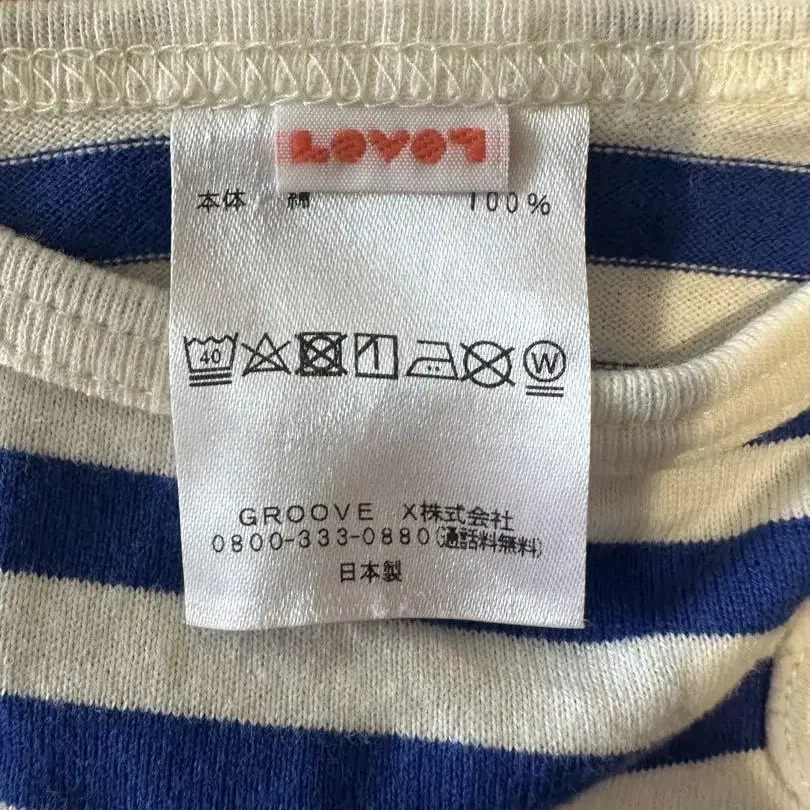 LOVOT
本体 綿 100%
40
W
GROOVE X株式会社
0800-333-0880(通話料無料)
日本製